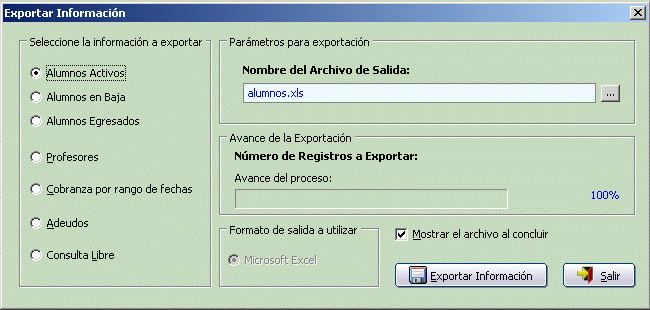 Exportar Información
Seleccione la información a exportar
Alumnos Activos
Alumnos en Baja
Alumnos Egresados
Profesores
Cobranza por rango de fechas
Adeudos
Consulta Libre
Parámetros para exportación
Nombre del Archivo de Salida:
alumnos.xls
...
Avance de la Exportación
Número de Registros a Exportar:
Avance del proceso:
100%
Formato de salida a utilizar
Microsoft Excel
Mostrar el archivo al concluir
Exportar Información
Salir